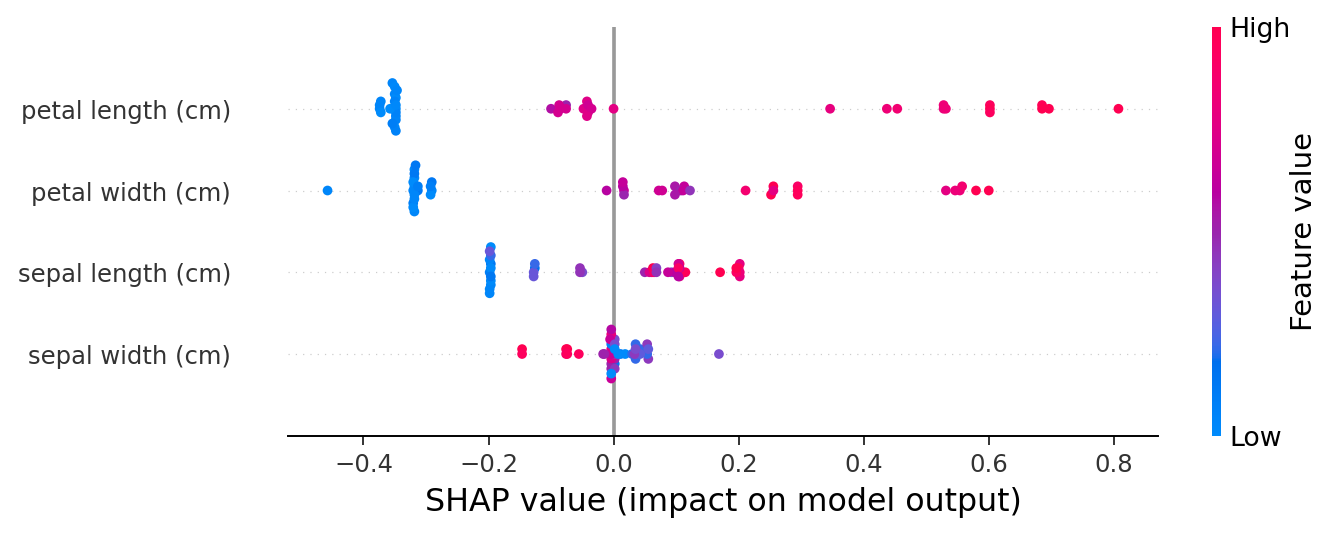 High
petal length (cm)
petal width (cm)
sepal length (cm)
sepal width (cm)
Feature value
Low
−0.4 −0.2 0.0 0.2 0.4 0.6 0.8
SHAP value (impact on model output)